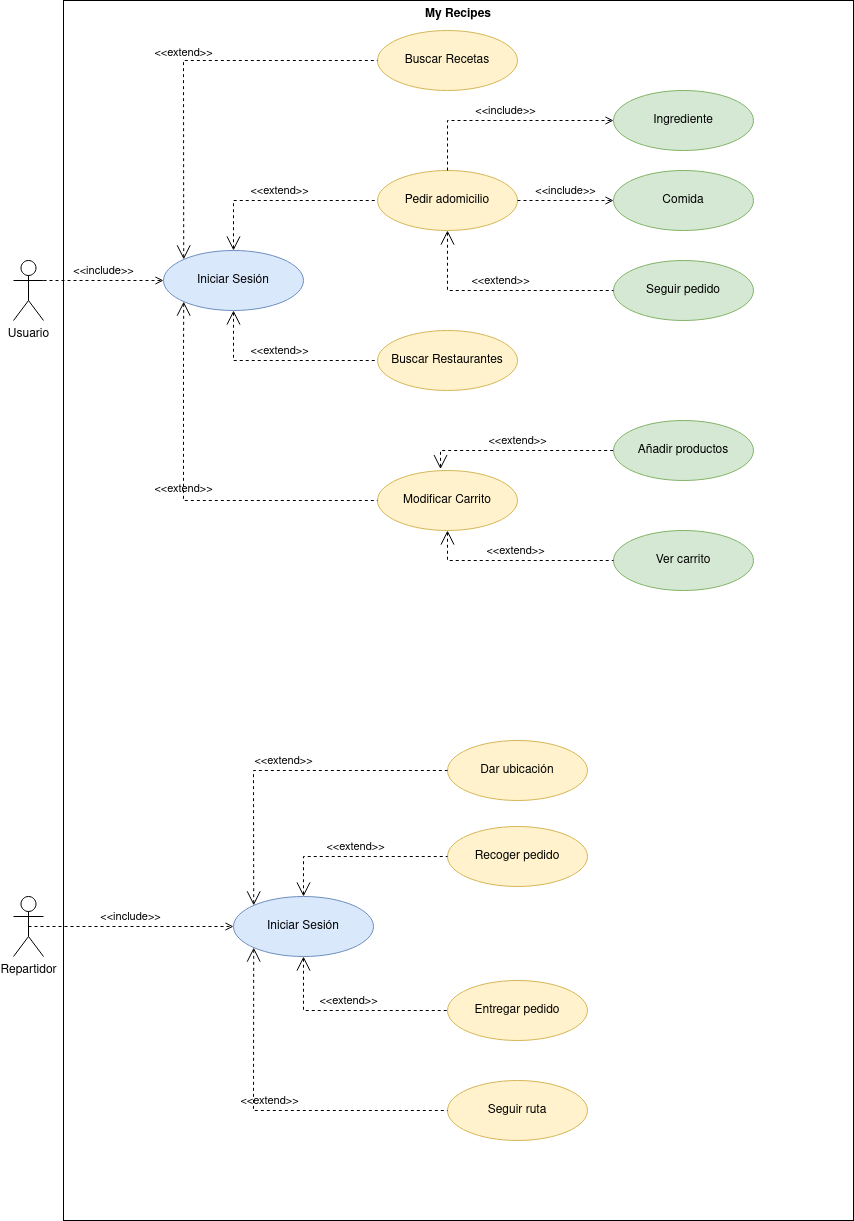 My Recipes
<<extend>>
Buscar Recetas
<<include>>
Ingrediente
<<extend>>
Pedir adomicilio
<<include>>
Comida
<<include>>
Iniciar Sesión
<<extend>>
Seguir pedido
Usuario
<<extend>>
Buscar Restaurantes
<<extend>>
Añadir productos
<<extend>>
Modificar Carrito
<<extend>>
Ver carrito
<<extend>>
Dar ubicación
<<extend>>
Recoger pedido
<<include>>
Iniciar Sesión
Repartidor
<<extend>>
Entregar pedido
<<extend>>
Seguir ruta